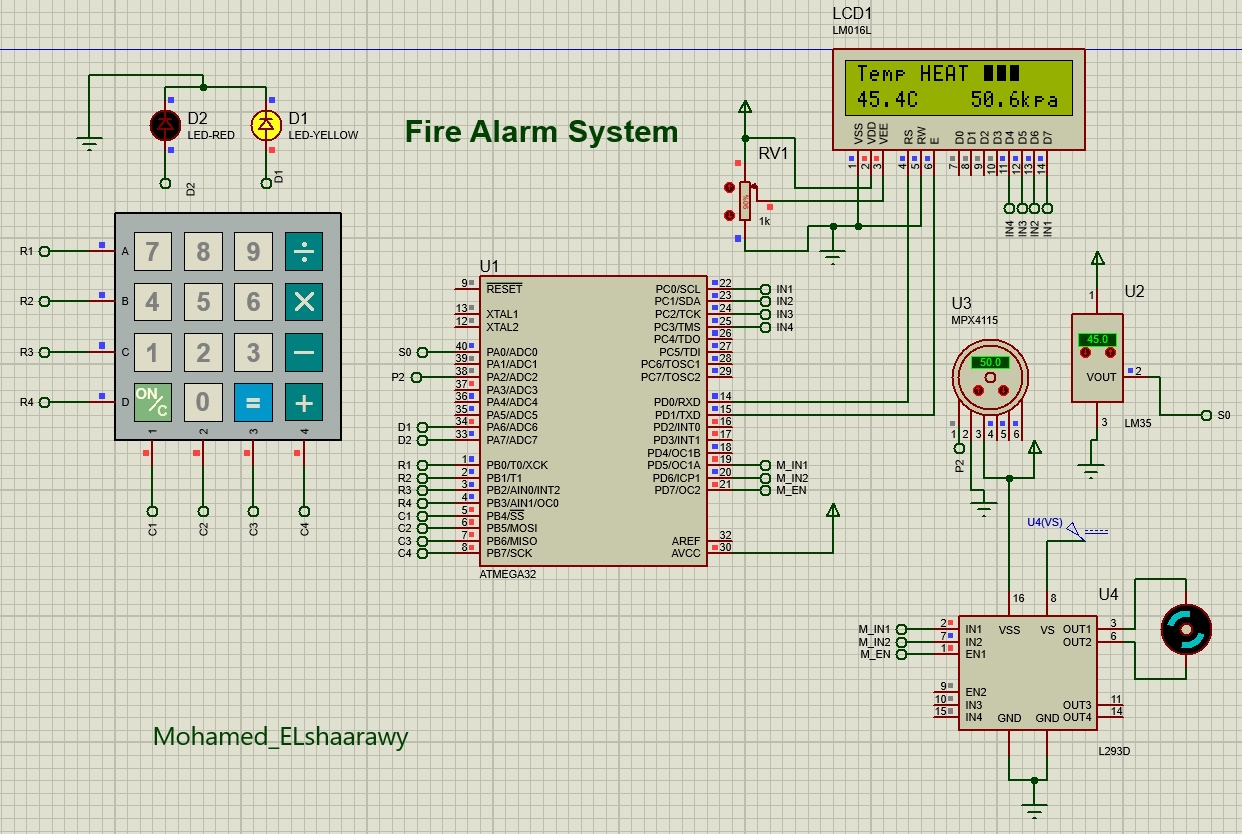 LCD1
LM016L
Temp HEAT
45.4C 50.6kpa
VSS VDD VEE RS RW E D0 D1 D2 D3 D4 D5 D6 D7
1 2 3 4 5 6 7 8 9 10 11 12 13 14
IN4 IN3 IN2 IN1
D2
LED-RED
D1
LED-YELLOW
D2 D1
Fire Alarm System
RV1
90%
1k
R1 A 7 8 9 ÷
R2 B 4 5 6 ×
R3 C 1 2 3 −
R4 D ON/C 0 = +
1 2 3 4
C1 C2 C3 C4
U1
9 RESET PC0/SCL 22 IN1
PC1/SDA 23 IN2
13 XTAL1 PC2/TCK 24 IN3
12 XTAL2 PC3/TMS 25 IN4
PC4/TDO 26
S0 40 PA0/ADC0 PC5/TDI 27
39 PA1/ADC1 PC6/TOSC1 28
P2 38 PA2/ADC2 PC7/TOSC2 29
37 PA3/ADC3
36 PA4/ADC4 PD0/RXD 14
35 PA5/ADC5 PD1/TXD 15
D1 34 PA6/ADC6 PD2/INT0 16
D2 33 PA7/ADC7 PD3/INT1 17
PD4/OC1B 18
R1 1 PB0/T0/XCK PD5/OC1A 19 M_IN1
R2 2 PB1/T1 PD6/ICP1 20 M_IN2
R3 3 PB2/AIN0/INT2 PD7/OC2 21 M_EN
R4 4 PB3/AIN1/OC0
C1 5 PB4/SS
C2 6 PB5/MOSI
C3 7 PB6/MISO AREF 32
C4 8 PB7/SCK AVCC 30
ATMEGA32
U3
MPX4115
50.0
1 2 3 4 5 6
P2
U2
1
45.0
VOUT 2
3
LM35
S0
U4(VS)
U4
16 8
M_IN1 2 IN1 VSS VS OUT1 3
M_IN2 7 IN2 OUT2 6
M_EN 1 EN1
9 EN2
10 IN3 OUT3 11
15 IN4 GND GND OUT4 14
L293D
Mohamed_ELshaarawy